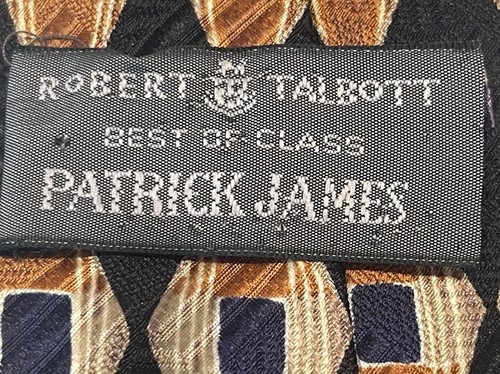 ROBERT TALBOTT
BEST OF CLASS
PATRICK JAMES